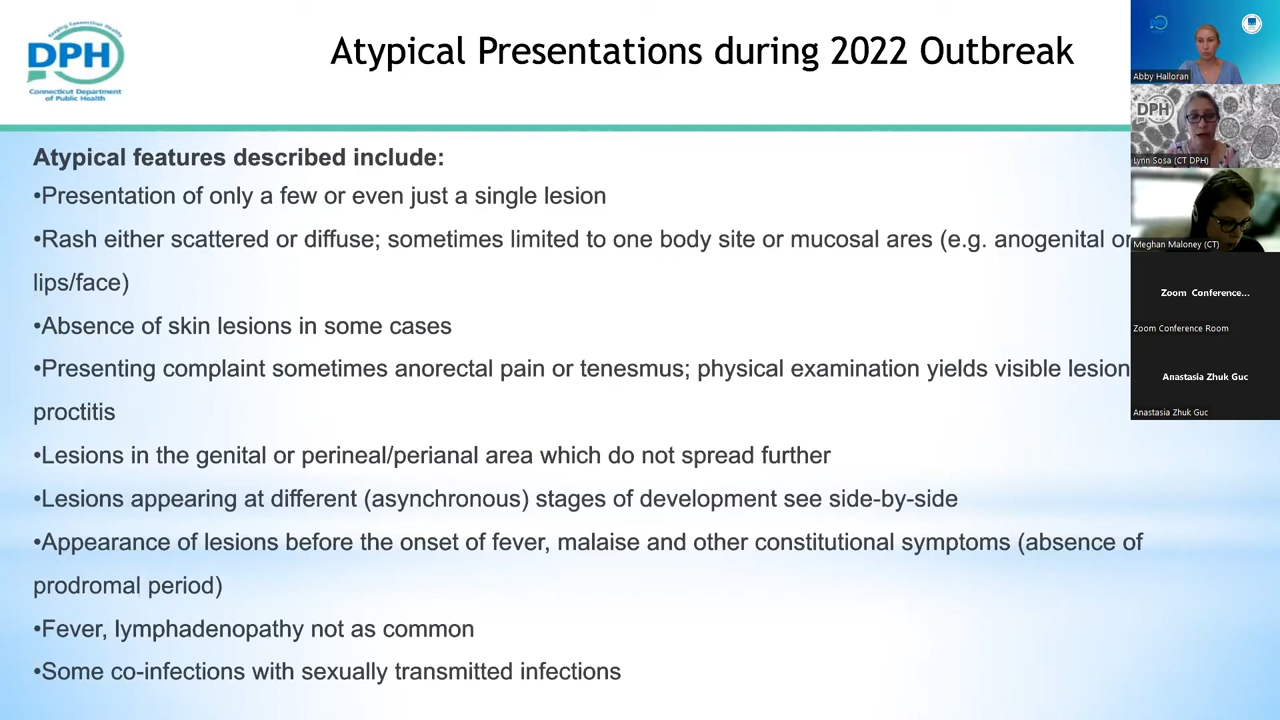 Keeping Connecticut Healthy
DPH
Connecticut Department
of Public Health
Atypical Presentations during 2022 Outbreak
Atypical features described include:
•Presentation of only a few or even just a single lesion
•Rash either scattered or diffuse; sometimes limited to one body site or mucosal ares (e.g. anogenital or
lips/face)
•Absence of skin lesions in some cases
•Presenting complaint sometimes anorectal pain or tenesmus; physical examination yields visible lesion
proctitis
•Lesions in the genital or perineal/perianal area which do not spread further
•Lesions appearing at different (asynchronous) stages of development see side-by-side
•Appearance of lesions before the onset of fever, malaise and other constitutional symptoms (absence of
prodromal period)
•Fever, lymphadenopathy not as common
•Some co-infections with sexually transmitted infections
Abby Halloran
DPH
Lynn Sosa (CT DPH)
Meghan Maloney (CT)
Zoom Conference...
Zoom Conference Room
Anastasia Zhuk Guc
Anastasia Zhuk Guc